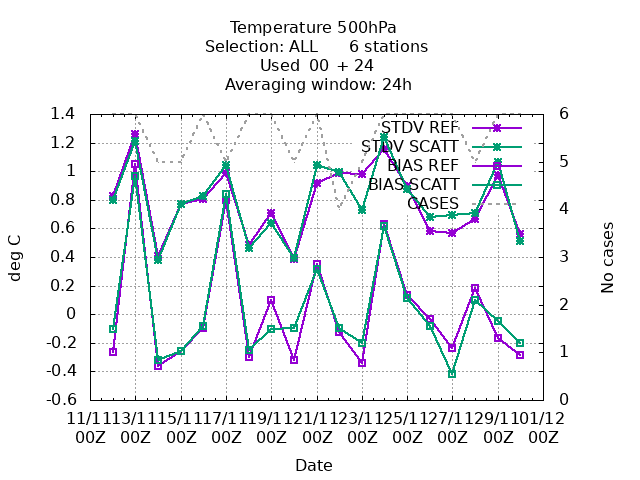 Temperature 500hPa
Selection: ALL 6 stations
Used 00 + 24
Averaging window: 24h
1.4
1.2
1
0.8
0.6
0.4
0.2
0
-0.2
-0.4
-0.6
deg C
STDV REF
STDV SCATT
BIAS REF
BIAS SCATT
CASES
6
5
4
3
2
1
0
No cases
11/11 13/11 15/11 17/11 19/11 21/11 23/11 25/11 27/11 29/11 01/12
00Z 00Z 00Z 00Z 00Z 00Z 00Z 00Z 00Z 00Z 00Z
Date